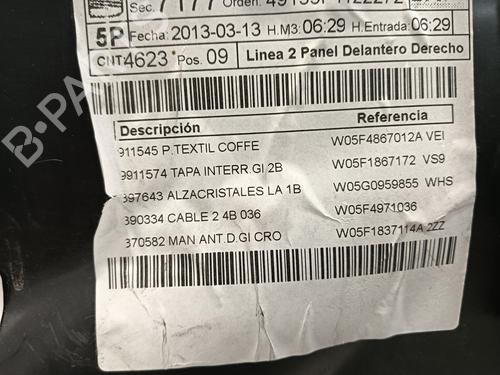 Sec. 7177 Orden.
5P Fecha: 2013-03-13 H.M3: 06:29 H.Entrada: 06:29
CNT4623 Pos. 09 Linea 2 Panel Delantero Derecho
Descripción Referencia
911545 P.TEXTIL COFFE W05F4867012A VEI
9911574 TAPA INTERR.GI 2B W05F1867172 VS9
397643 ALZACRISTALES LA 1B W05G0959855 WHS
390334 CABLE 2 4B 036 W05F4971036
370582 MAN ANT.D.GI CRO W05F1837114A 2ZZ